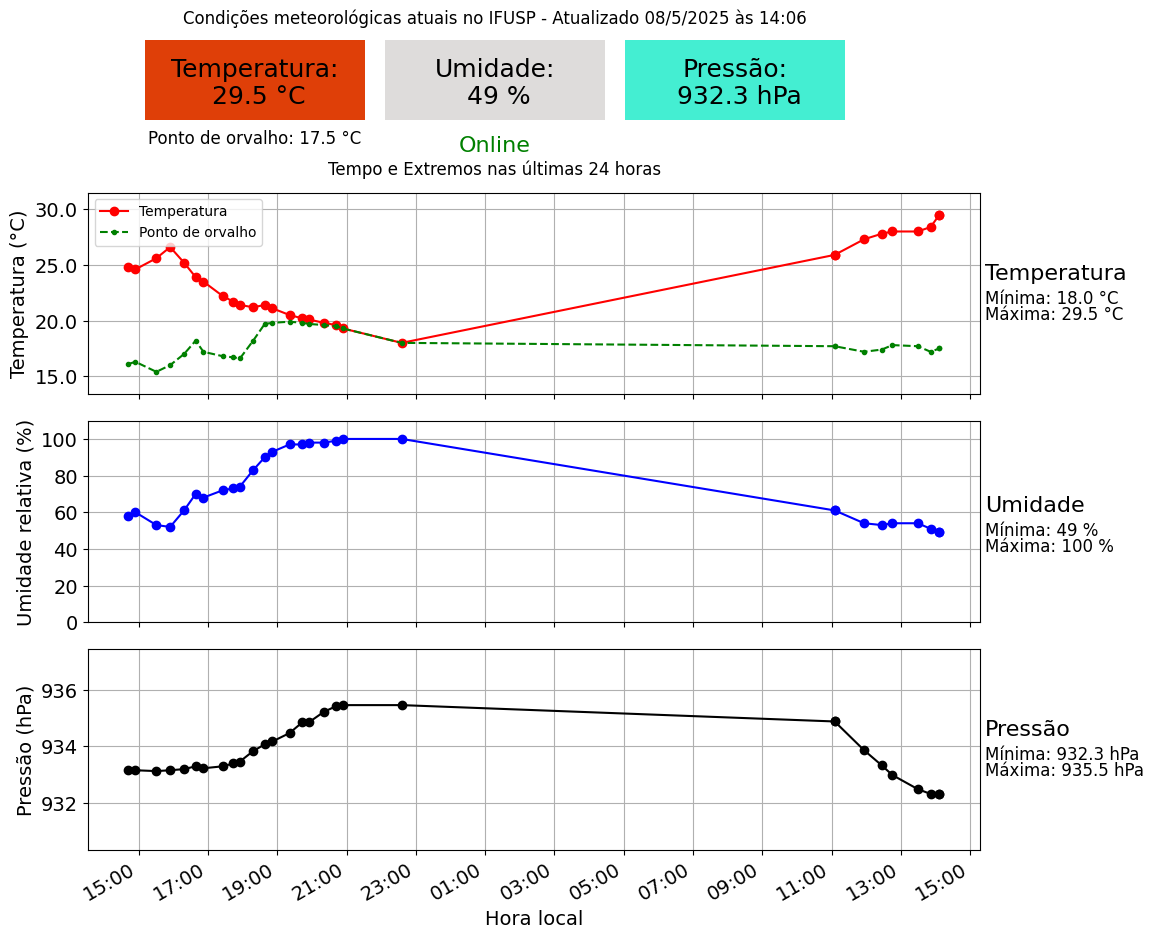 Condições meteorológicas atuais no IFUSP - Atualizado 08/5/2025 às 14:06
Temperatura:
29.5 °C
Umidade:
49 %
Pressão:
932.3 hPa
Ponto de orvalho: 17.5 °C
Online
Tempo e Extremos nas últimas 24 horas
Temperatura (°C)
30.0
25.0
20.0
15.0
Temperatura
Ponto de orvalho
Temperatura
Mínima: 18.0 °C
Máxima: 29.5 °C
Umidade relativa (%)
100
80
60
40
20
0
Umidade
Mínima: 49 %
Máxima: 100 %
Pressão (hPa)
936
934
932
Pressão
Mínima: 932.3 hPa
Máxima: 935.5 hPa
15:00
17:00
19:00
21:00
23:00
01:00
03:00
05:00
07:00
09:00
11:00
13:00
15:00
Hora local